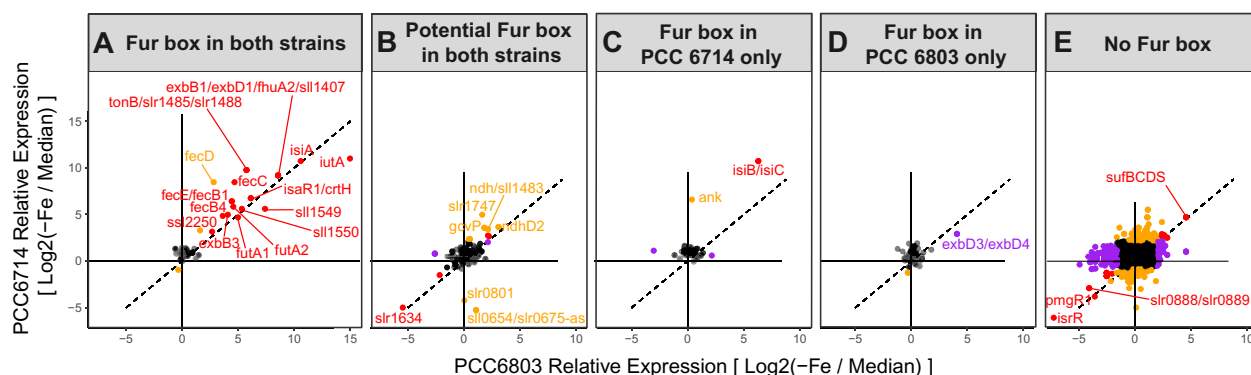 A Fur box in both strains
B Potential Fur box
in both strains
C Fur box in
PCC 6714 only
D Fur box in
PCC 6803 only
E No Fur box
PCC6714 Relative Expression
[ Log2(−Fe / Median) ]
15
10
5
0
−5
exbB1/exbD1/fhuA2/sll1407
tonB/slr1485/slr1488
isiA
iutA
fecD
fecC
isaR1/crtH
fecE/fecB1
fecB4
sll1549
ssl2250
sll1550
exbB3
futA1
futA2
−5 0 5 10 15
ndh/sll1483
slr1747
gcvP
ndhD2
slr0801
sll0654/slr0675-as
slr1634
−5 0 5 10
isiB/isiC
ank
−5 0 5 10
exbD3/exbD4
−5 0 5 10
sufBCDS
pmgR1
slr0888/slr0889
isrR
−5 0 5 10
PCC6803 Relative Expression [ Log2(−Fe / Median) ]